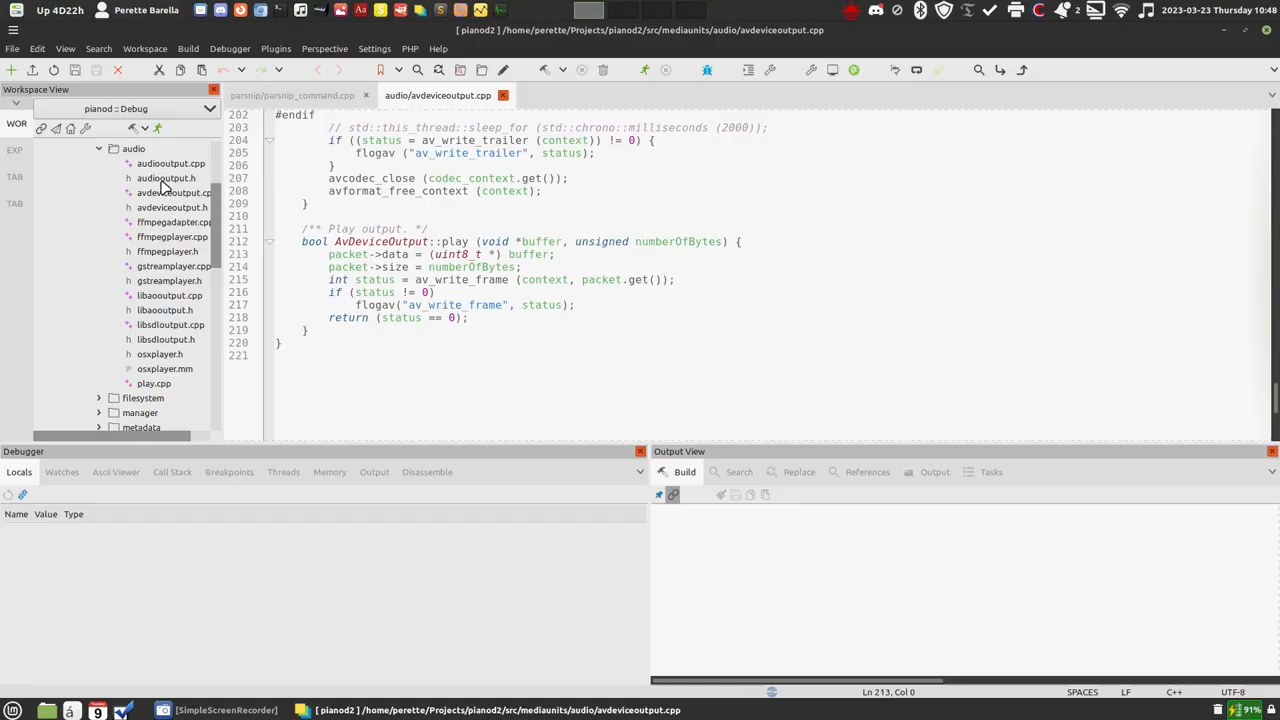 Up 4D22h
Perette Barella
2023-03-23 Thursday 10:48
[ pianod2 ] /home/perette/Projects/pianod2/src/mediaunits/audio/avdeviceoutput.cpp
File Edit View Search Workspace Build Debugger Plugins Perspective Settings PHP Help
Workspace View
parsnip/parsnip_command.cpp
audio/avdeviceoutput.cpp
pianod :: Debug
WOR
EXP
TAB
TAB
audio
audiooutput.cpp
audiooutput.h
avdeviceoutput.cp
avdeviceoutput.h
ffmpegadapter.cpp
ffmpegplayer.cpp
ffmpegplayer.h
gstreamplayer.cpp
gstreamplayer.h
libaooutput.cpp
libaooutput.h
libsdloutput.cpp
libsdloutput.h
osxplayer.h
osxplayer.mm
play.cpp
filesystem
manager
metadata
202 #endif
203 // std::this_thread::sleep_for (std::chrono::milliseconds (2000));
204 if ((status = av_write_trailer (context)) != 0) {
205 flogav ("av_write_trailer", status);
206 }
207 avcodec_close (codec_context.get());
208 avformat_free_context (context);
209 }
210
211 /** Play output. */
212 bool AvDeviceOutput::play (void *buffer, unsigned numberOfBytes) {
213 packet->data = (uint8_t *) buffer;
214 packet->size = numberOfBytes;
215 int status = av_write_frame (context, packet.get());
216 if (status != 0)
217 flogav("av_write_frame", status);
218 return (status == 0);
219 }
220 }
221
Debugger
Locals Watches Ascii Viewer Call Stack Breakpoints Threads Memory Output Disassemble
Name Value Type
Output View
Build Search Replace References Output Tasks
Ln 213, Col 0 SPACES LF C++ UTF-8
9
[SimpleScreenRecorder]
[ pianod2 ] /home/perette/Projects/pianod2/src/mediaunits/audio/avdeviceoutput.cpp
91%